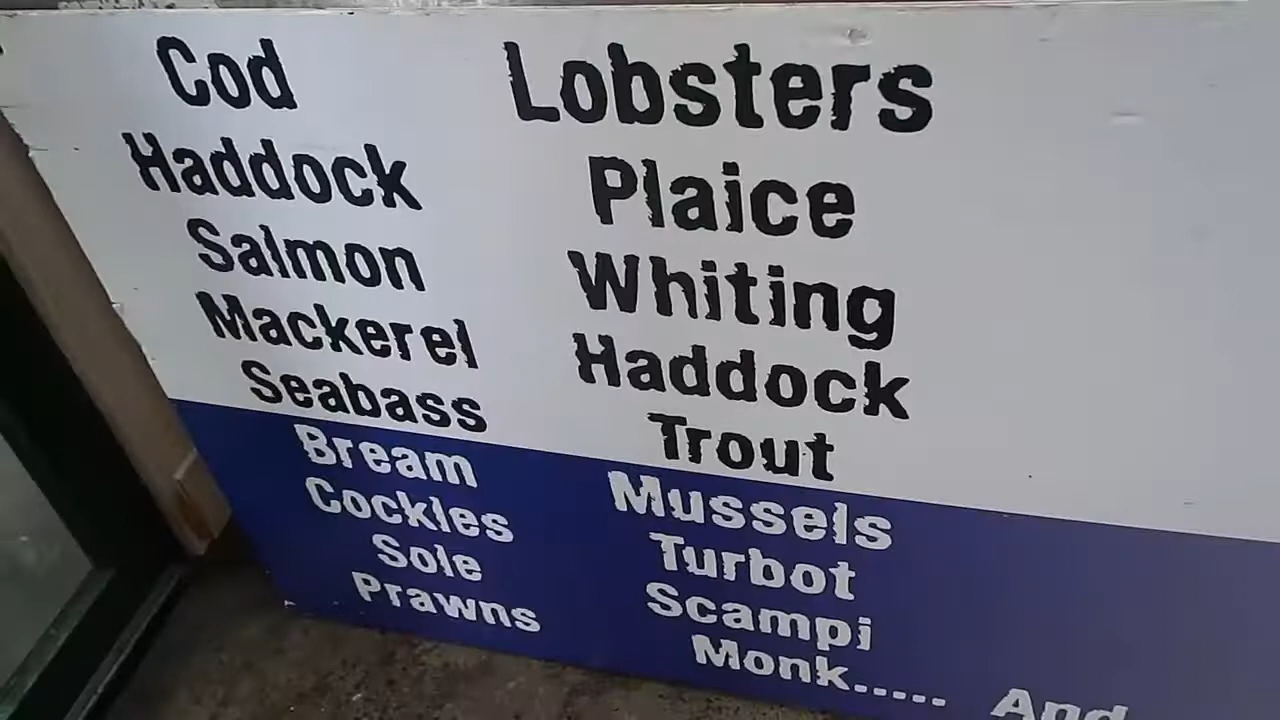 Cod
Haddock
Salmon
Mackerel
Seabass
Bream
Cockles
Sole
Prawns
Lobsters
Plaice
Whiting
Haddock
Trout
Mussels
Turbot
Scampi
Monk..... And